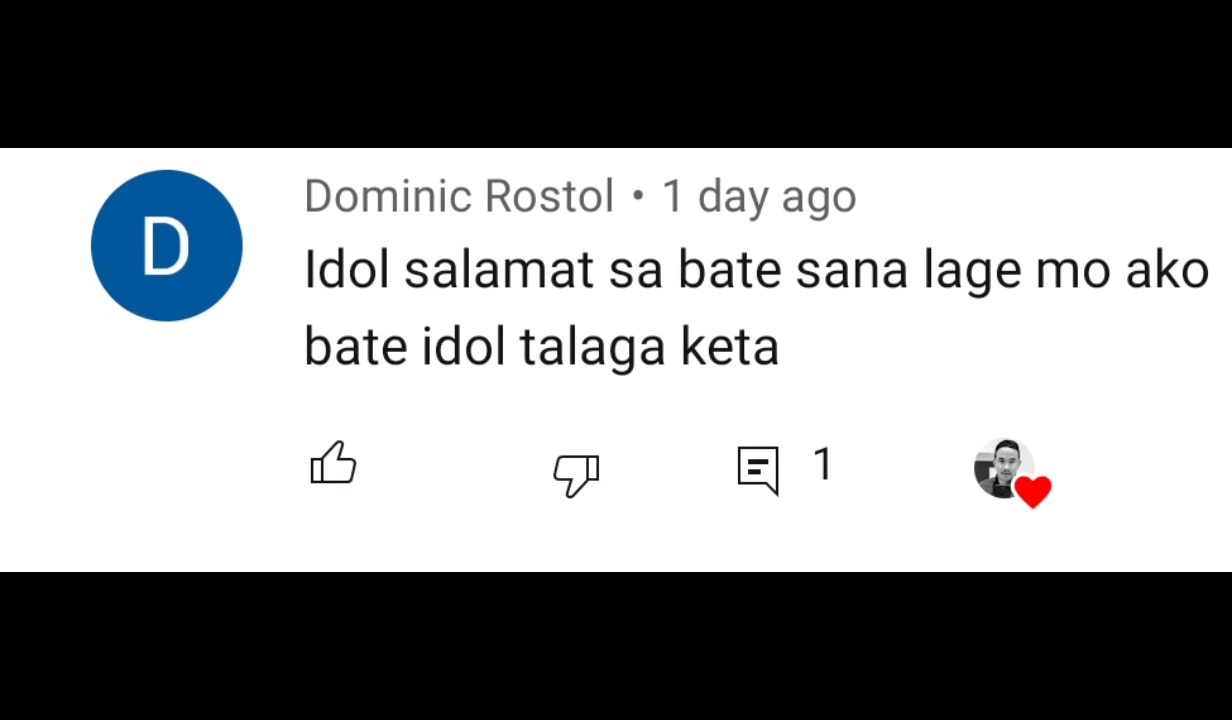 D
Dominic Rostol • 1 day ago
Idol salamat sa bate sana lage mo ako
bate idol talaga keta
1